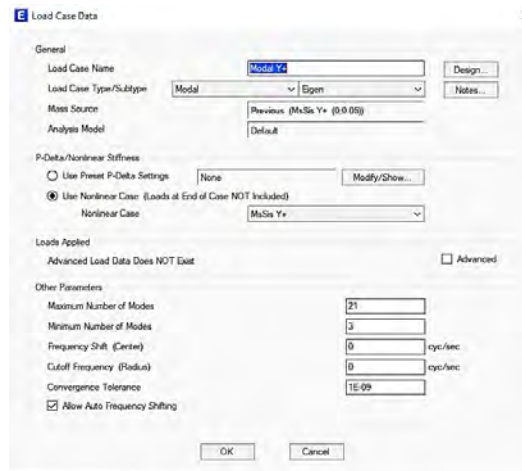 E Load Case Data
General
Load Case Name Modal Y+ Design...
Load Case Type/Subtype Modal Eigen Notes...
Mass Source Previous (MsSis Y+ (0;0.05))
Analysis Model Default
P-Delta/Nonlinear Stiffness
Use Preset P-Delta Settings None Modify/Show...
Use Nonlinear Case (Loads at End of Case NOT Included)
Nonlinear Case MsSis Y+
Loads Applied
Advanced Load Data Does NOT Exist Advanced
Other Parameters
Maximum Number of Modes 21
Minimum Number of Modes 3
Frequency Shift (Center) 0 cyc/sec
Cutoff Frequency (Radius) 0 cyc/sec
Convergence Tolerance 1E-09
Allow Auto Frequency Shifting
OK Cancel